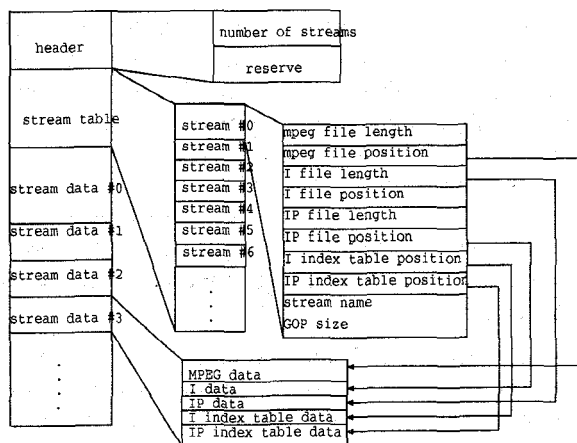 header
stream table
stream data #0
stream data #1
stream data #2
stream data #3
.
.
.
number of streams
reserve
stream #0
stream #1
stream #2
stream #3
stream #4
stream #5
stream #6
.
.
.
mpeg file length
mpeg file position
I file length
I file position
IP file length
IP file position
I index table position
IP index table position
stream name
GOP size
MPEG data
I data
IP data
I index table data
IP index table data